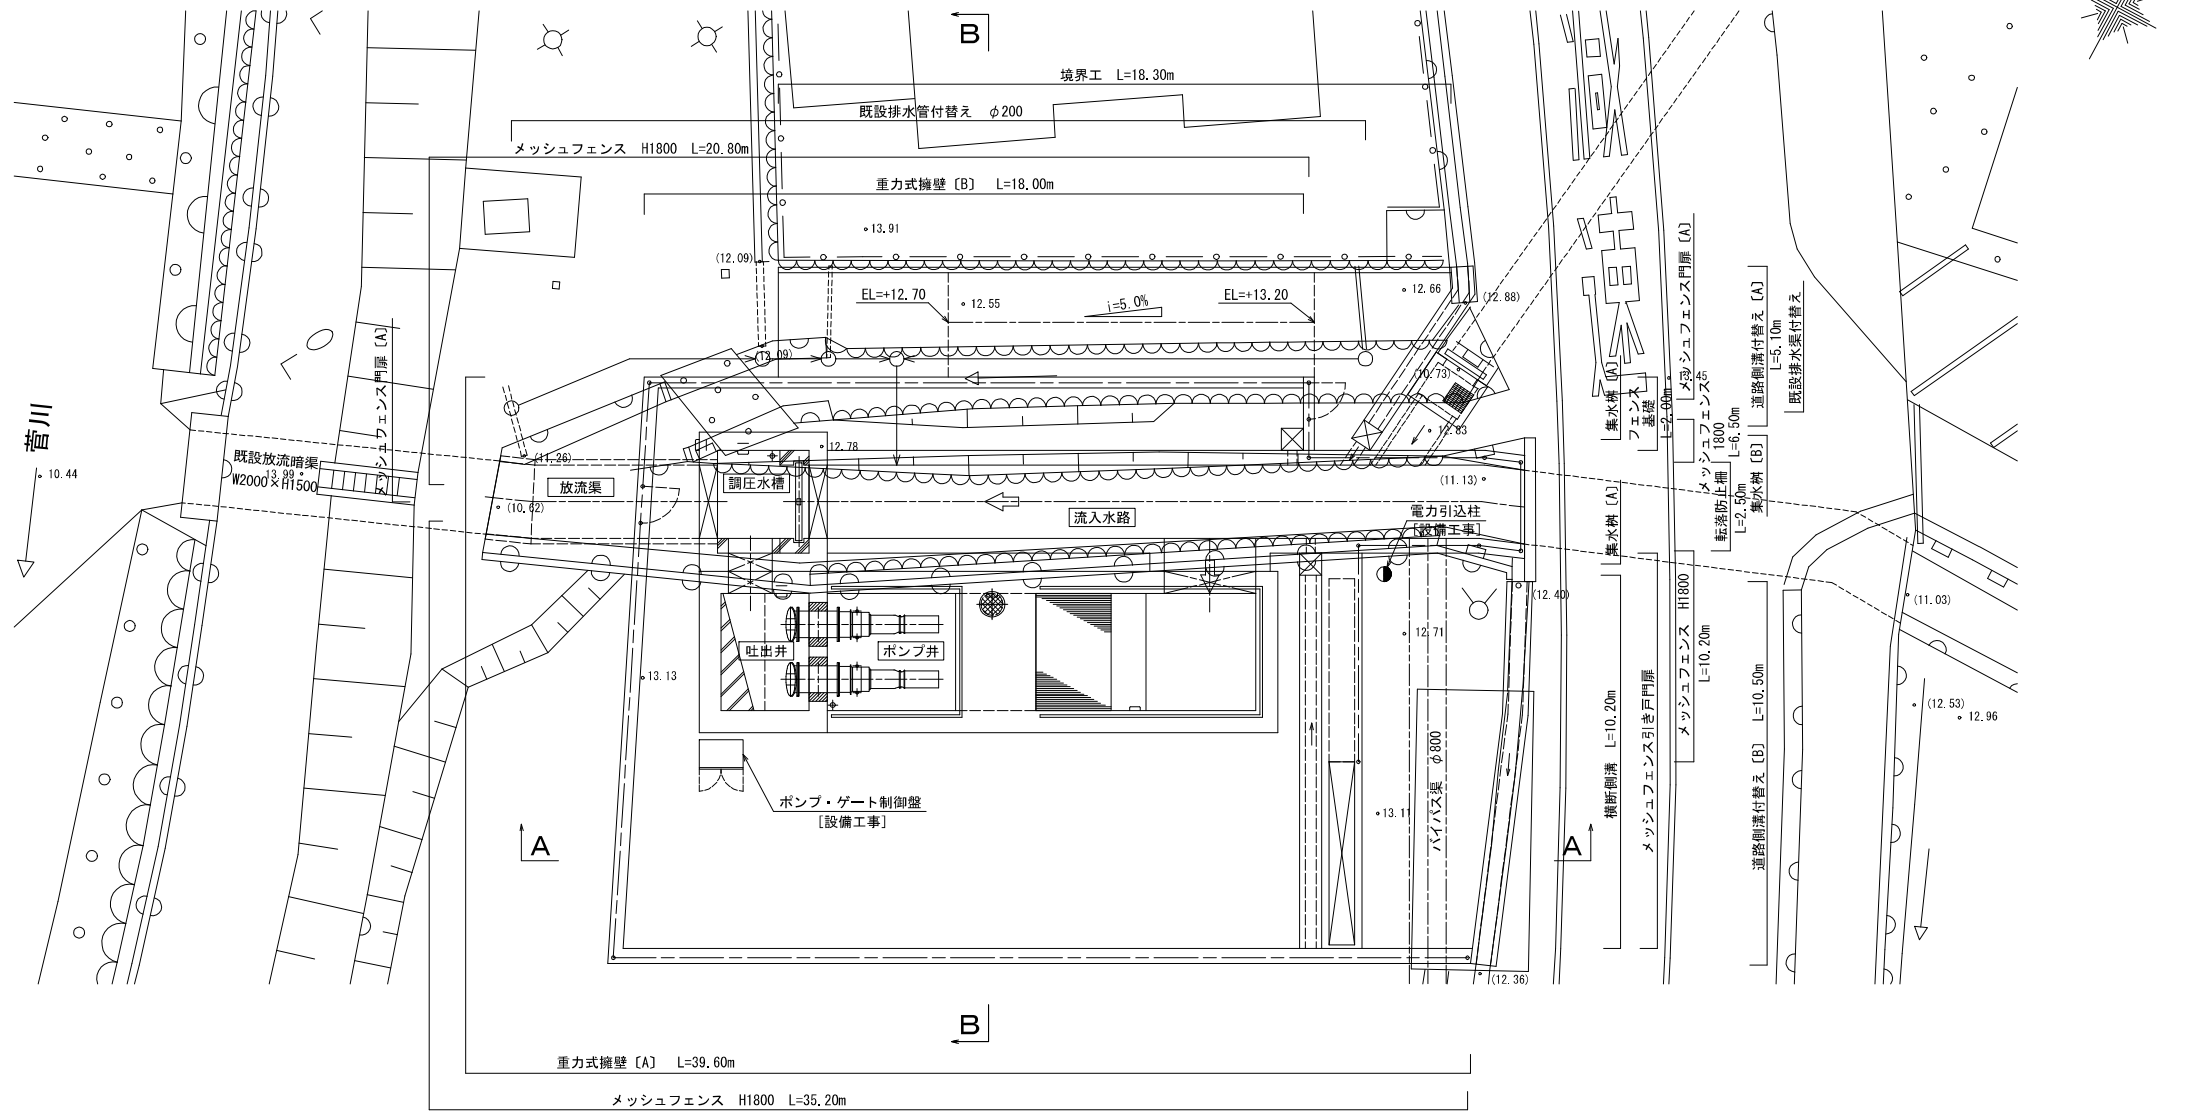 B
境界工 L=18.30m
既設排水管付替え φ200
メッシュフェンス H1800 L=20.80m
重力式擁壁〔B〕 L=18.00m
13.91
(12.09)
EL=+12.70
12.55
i=5.0%
EL=+13.20
12.66
(12.88)
(12.09)
(10.73)
12.83
12.78
菅川
10.44
既設放流暗渠
13.99
W2000×H1500
メッシュフェンス門扉〔A〕
(11.26)
放流渠
(10.62)
調圧水槽
流入水路
(11.13)
電力引込柱
[設備工事]
(12.40)
12.71
吐出井
ポンプ井
13.13
ポンプ・ゲート制御盤
[設備工事]
13.11
バイパス渠 φ800
(12.36)
A
A
集水桝〔A〕
フェンス
基礎
L=2.00m
メッシュフェンス門扉〔A〕
メッシュフェンス
1800
L=6.50m
道路側溝付替え〔A〕
L=5.10m
既設排水渠付替え
集水桝〔A〕
転落防止柵
L=2.50m
集水桝〔B〕
横断側溝 L=10.20m
メッシュフェンス引き戸門扉
メッシュフェンス H1800
L=10.20m
道路側溝付替え〔B〕 L=10.50m
(11.03)
(12.53)
12.96
B
重力式擁壁〔A〕 L=39.60m
メッシュフェンス H1800 L=35.20m